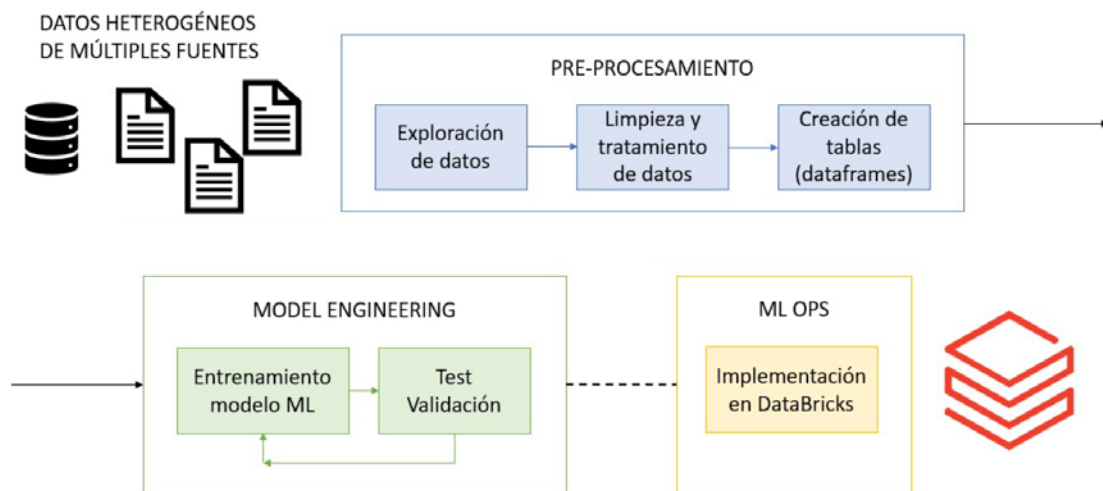 DATOS HETEROGÉNEOS
DE MÚLTIPLES FUENTES
PRE-PROCESAMIENTO
Exploración
de datos
Limpieza y
tratamiento
de datos
Creación de
tablas
(dataframes)
MODEL ENGINEERING
Entrenamiento
modelo ML
Test
Validación
ML OPS
Implementación
en DataBricks